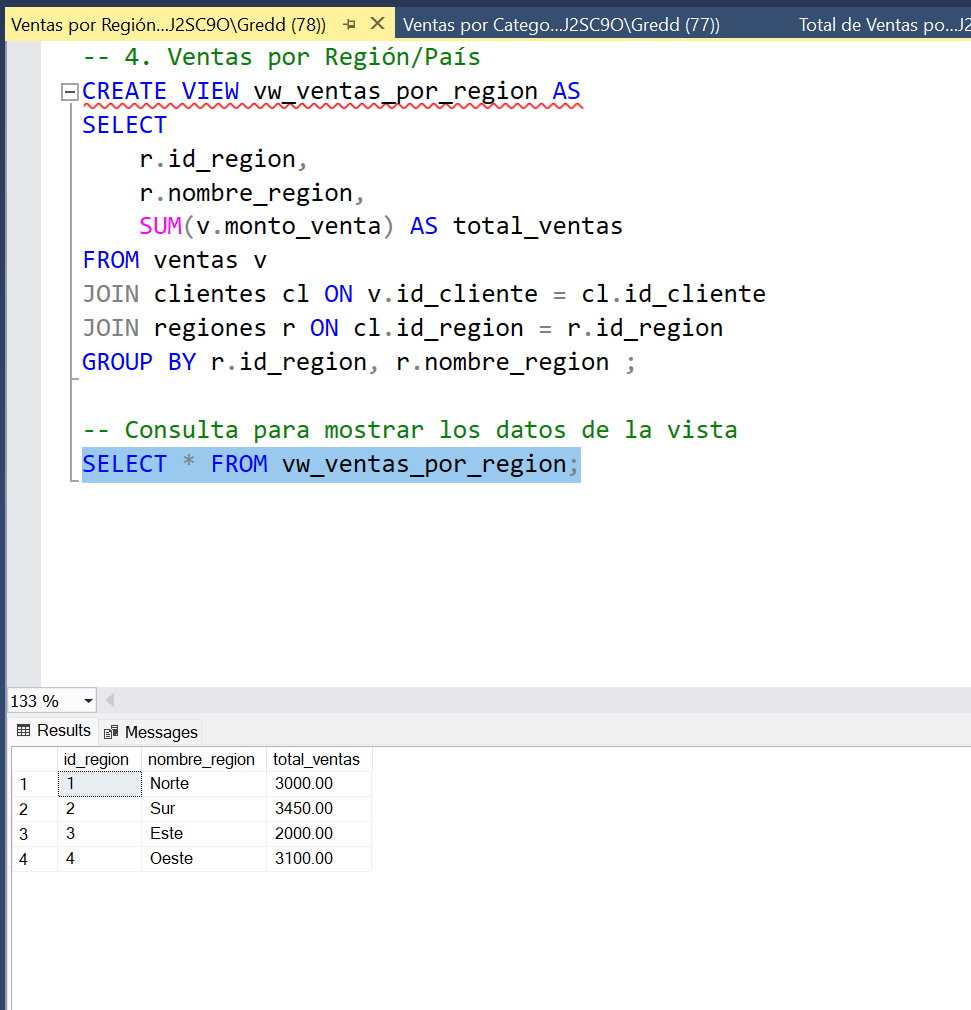 Ventas por Región...J2SC9O\Gredd (78)) Ventas por Catego...J2SC9O\Gredd (77)) Total de Ventas po...J2
-- 4. Ventas por Región/País
CREATE VIEW vw_ventas_por_region AS
SELECT
r.id_region,
r.nombre_region,
SUM(v.monto_venta) AS total_ventas
FROM ventas v
JOIN clientes cl ON v.id_cliente = cl.id_cliente
JOIN regiones r ON cl.id_region = r.id_region
GROUP BY r.id_region, r.nombre_region ;
-- Consulta para mostrar los datos de la vista
SELECT * FROM vw_ventas_por_region;
133 %
Results Messages
id_region nombre_region total_ventas
1 1 Norte 3000.00
2 2 Sur 3450.00
3 3 Este 2000.00
4 4 Oeste 3100.00